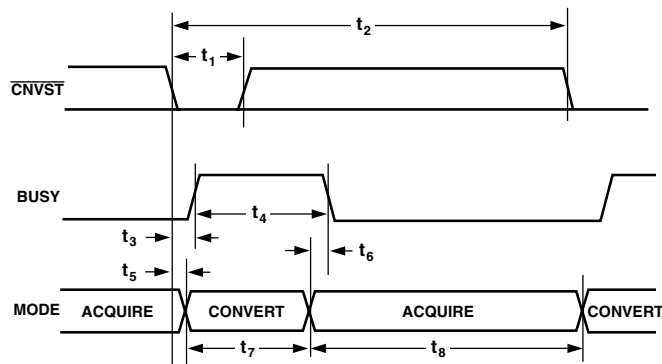 t2
t1
CNVST
BUSY
t4
t3
t6
t5
MODE ACQUIRE CONVERT ACQUIRE CONVERT
t7 t8